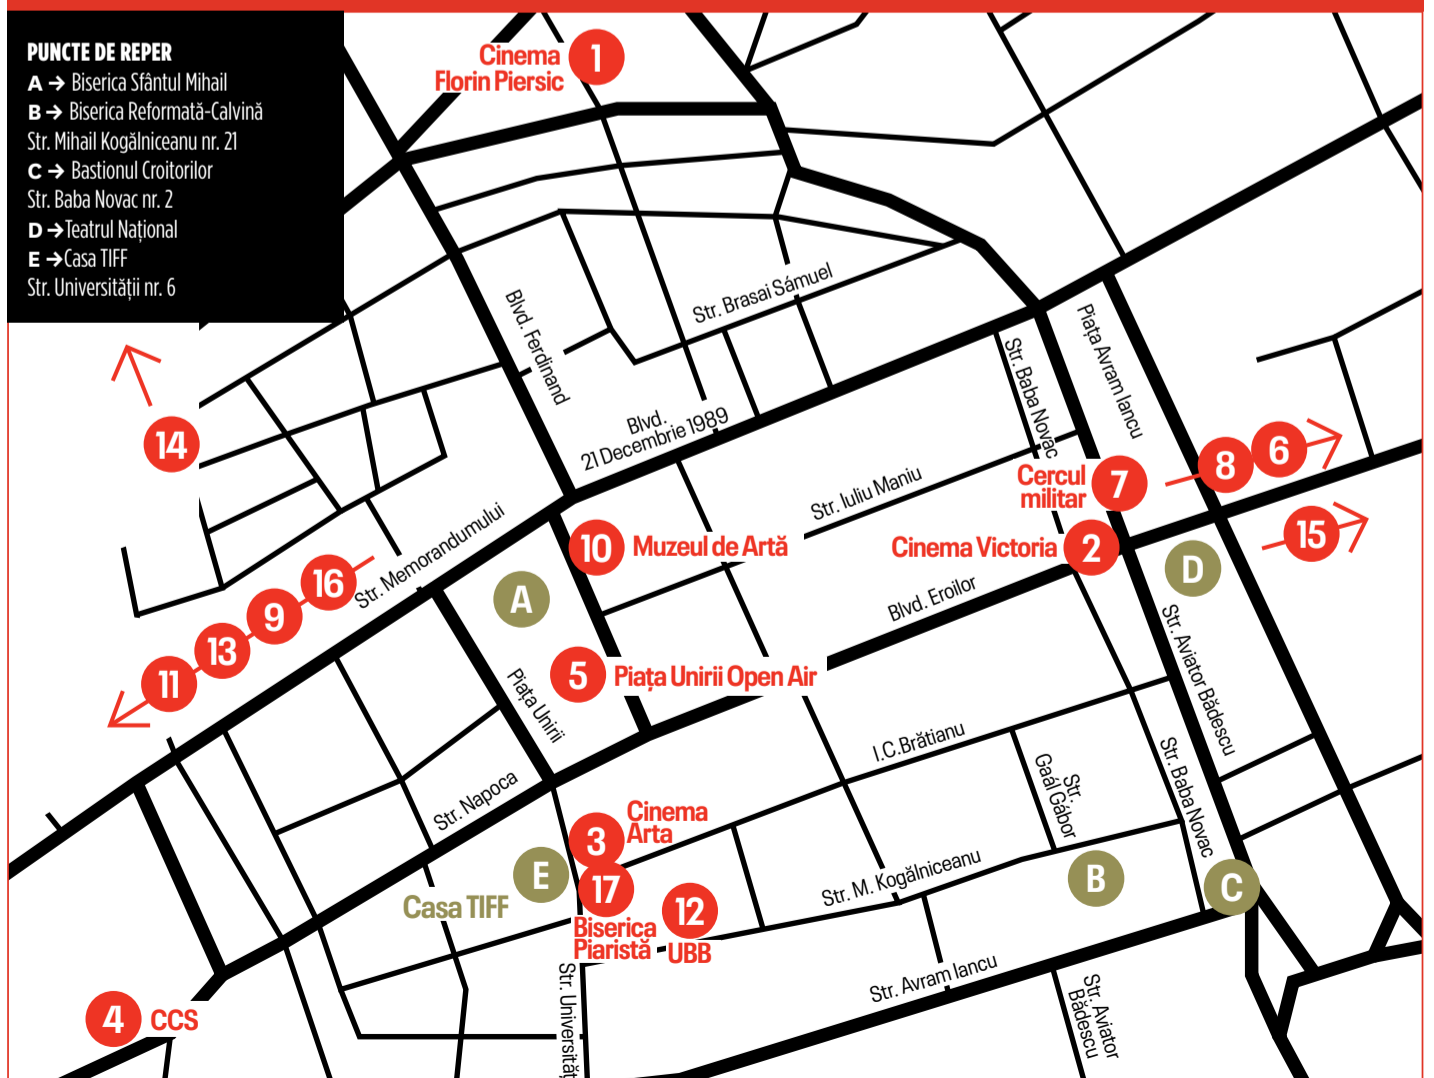 PUNCTE DE REPER
A → Biserica Sfântul Mihail
B → Biserica Reformată-Calvină
Str. Mihail Kogălniceanu nr. 21
C → Bastionul Croitorilor
Str. Baba Novac nr. 2
D →Teatrul Național
E →Casa TIFF
Str. Universității nr. 6
Cinema
Florin Piersic
1
Str. Brasai Sámuel
Blvd. Ferdinand
Piața Avram Iancu
Str. Baba Novac
Blvd.
21 Decembrie 1989
14
8
6
15
Cercul
militar
7
Str. Iuliu Maniu
Str. Memorandumului
10
Muzeul de Artă
Cinema Victoria
2
D
A
16
9
13
11
Blvd. Eroilor
Str. Aviator Bădescu
5
Piața Unirii Open Air
Piața Unirii
I.C.Brătianu
Str.
Gaál Gábor
Str. Baba Novac
Str. Napoca
3
Cinema
Arta
E
Casa TIFF
17
Biserica
Piaristă
12
UBB
Str. M. Kogălniceanu
B
C
Str. Avram Iancu
Str. Aviator
Bădescu
Str. Universităț
4
CCS